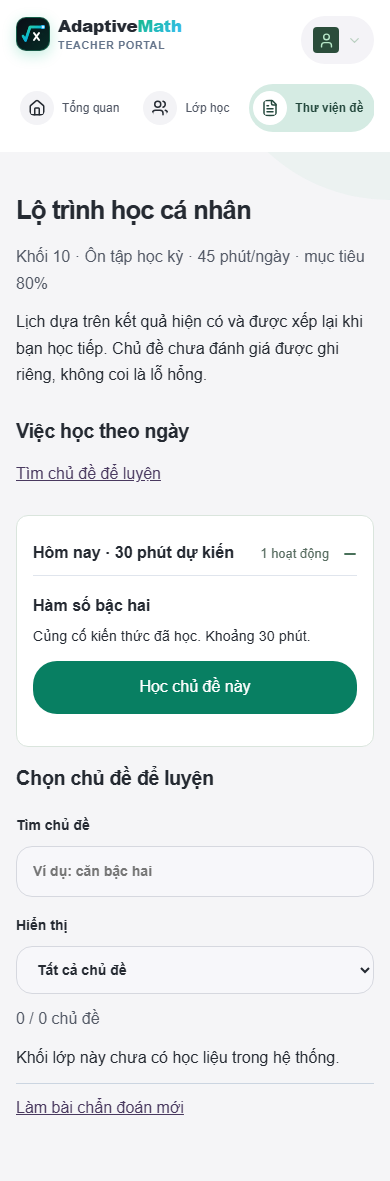 AdaptiveMath
TEACHER PORTAL
Tổng quan
Lớp học
Thư viện đề
Lộ trình học cá nhân
Khối 10 · Ôn tập học kỳ · 45 phút/ngày · mục tiêu
80%
Lịch dựa trên kết quả hiện có và được xếp lại khi
bạn học tiếp. Chủ đề chưa đánh giá được ghi
riêng, không coi là lỗ hổng.
Việc học theo ngày
Tìm chủ đề để luyện
Hôm nay · 30 phút dự kiến
1 hoạt động
Hàm số bậc hai
Củng cố kiến thức đã học. Khoảng 30 phút.
Học chủ đề này
Chọn chủ đề để luyện
Tìm chủ đề
Ví dụ: căn bậc hai
Hiển thị
Tất cả chủ đề
0 / 0 chủ đề
Khối lớp này chưa có học liệu trong hệ thống.
Làm bài chẩn đoán mới